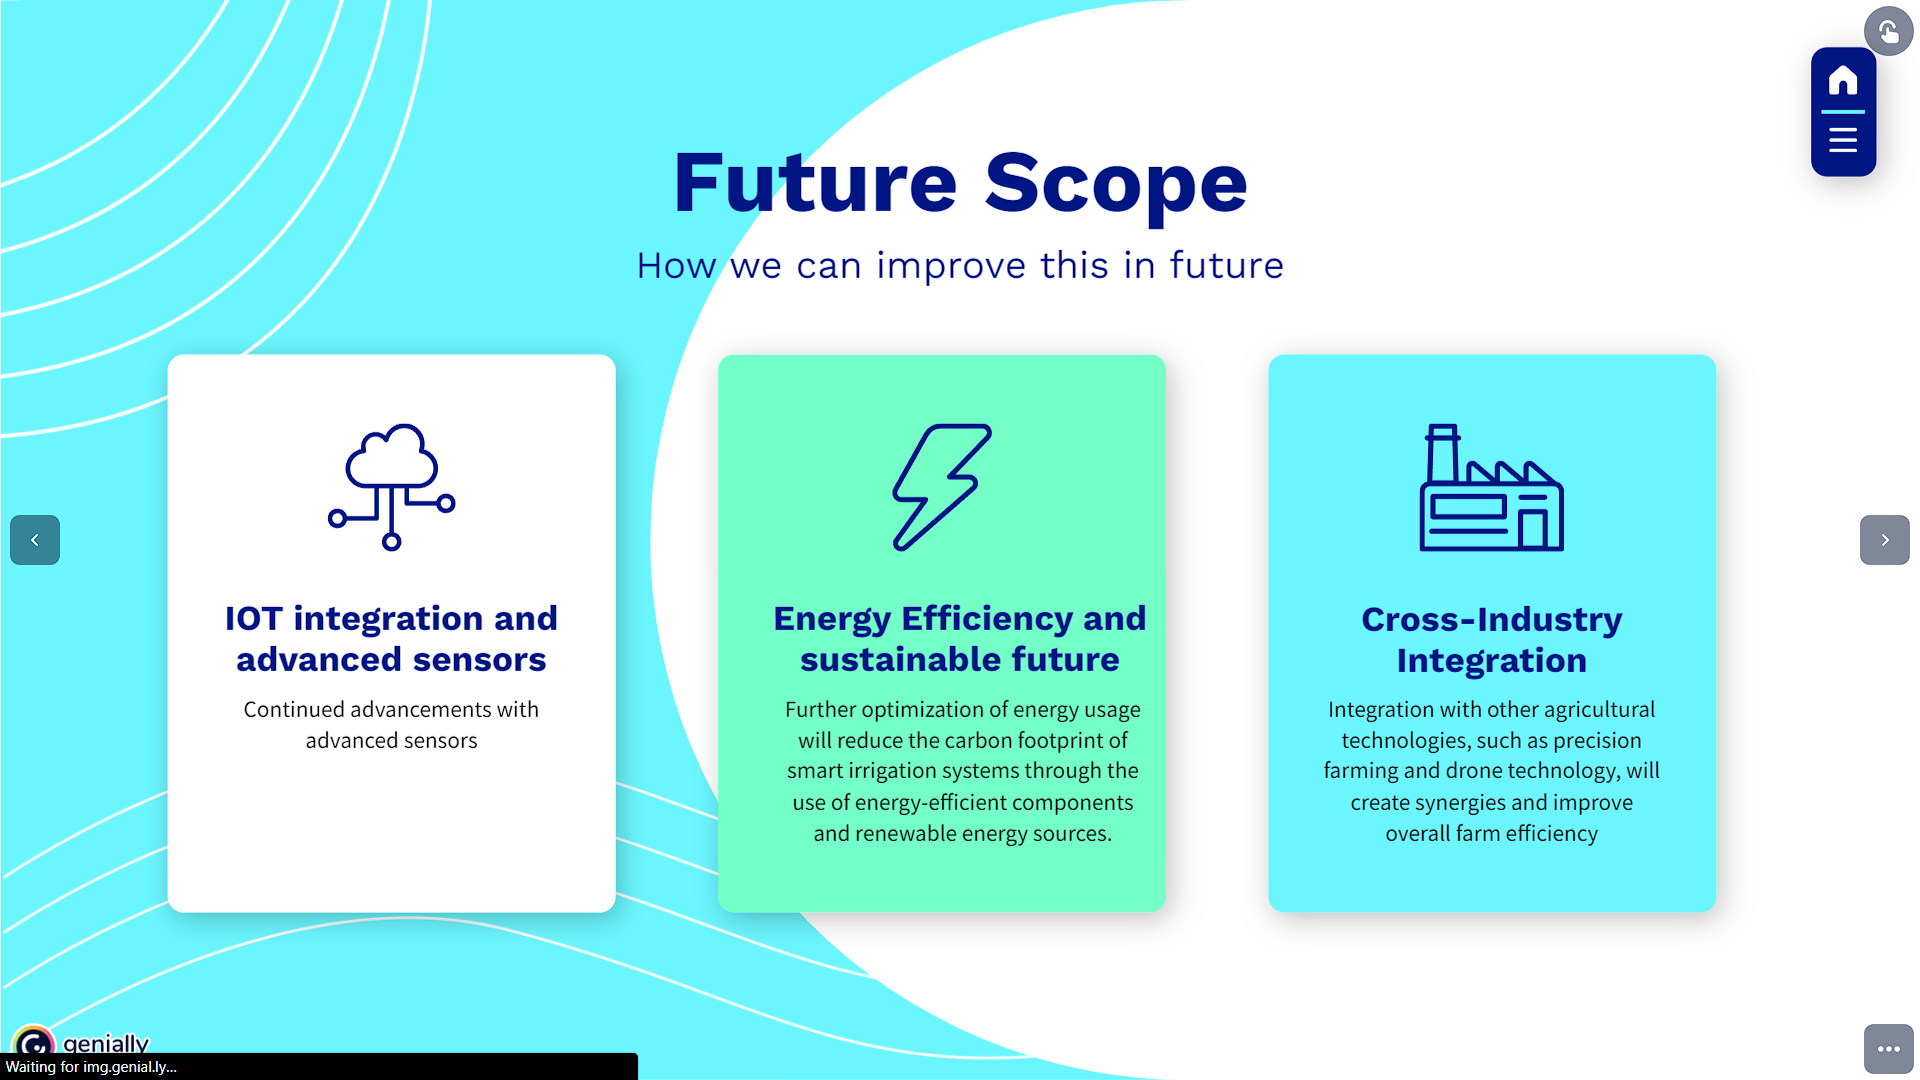 Future Scope
How we can improve this in future
IOT integration and
advanced sensors
Continued advancements with
advanced sensors
Energy Efficiency and
sustainable future
Further optimization of energy usage
will reduce the carbon footprint of
smart irrigation systems through the
use of energy-efficient components
and renewable energy sources.
Cross-Industry
Integration
Integration with other agricultural
technologies, such as precision
farming and drone technology, will
create synergies and improve
overall farm efficiency
genially
Waiting for img.genial.ly...